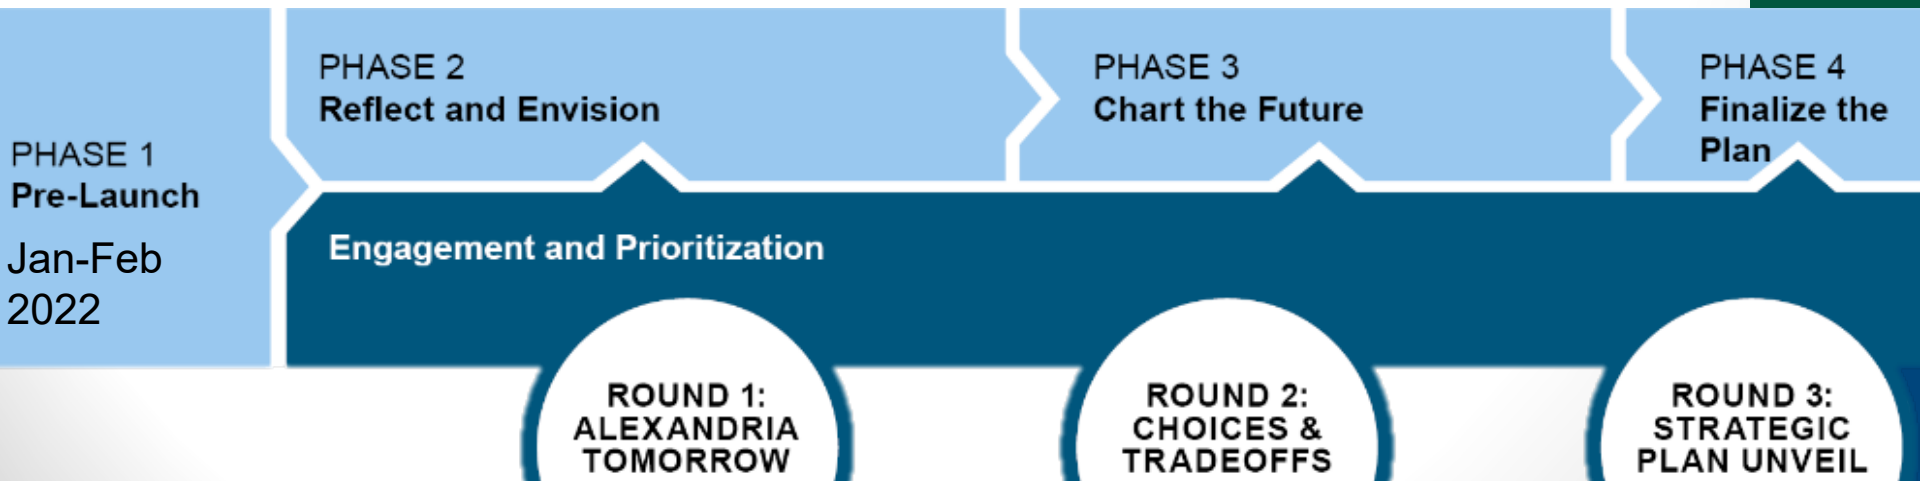 PHASE 1
Pre-Launch
Jan-Feb
2022
PHASE 2
Reflect and Envision
PHASE 3
Chart the Future
PHASE 4
Finalize the
Plan
Engagement and Prioritization
ROUND 1:
ALEXANDRIA
TOMORROW
ROUND 2:
CHOICES &
TRADEOFFS
ROUND 3:
STRATEGIC
PLAN UNVEIL